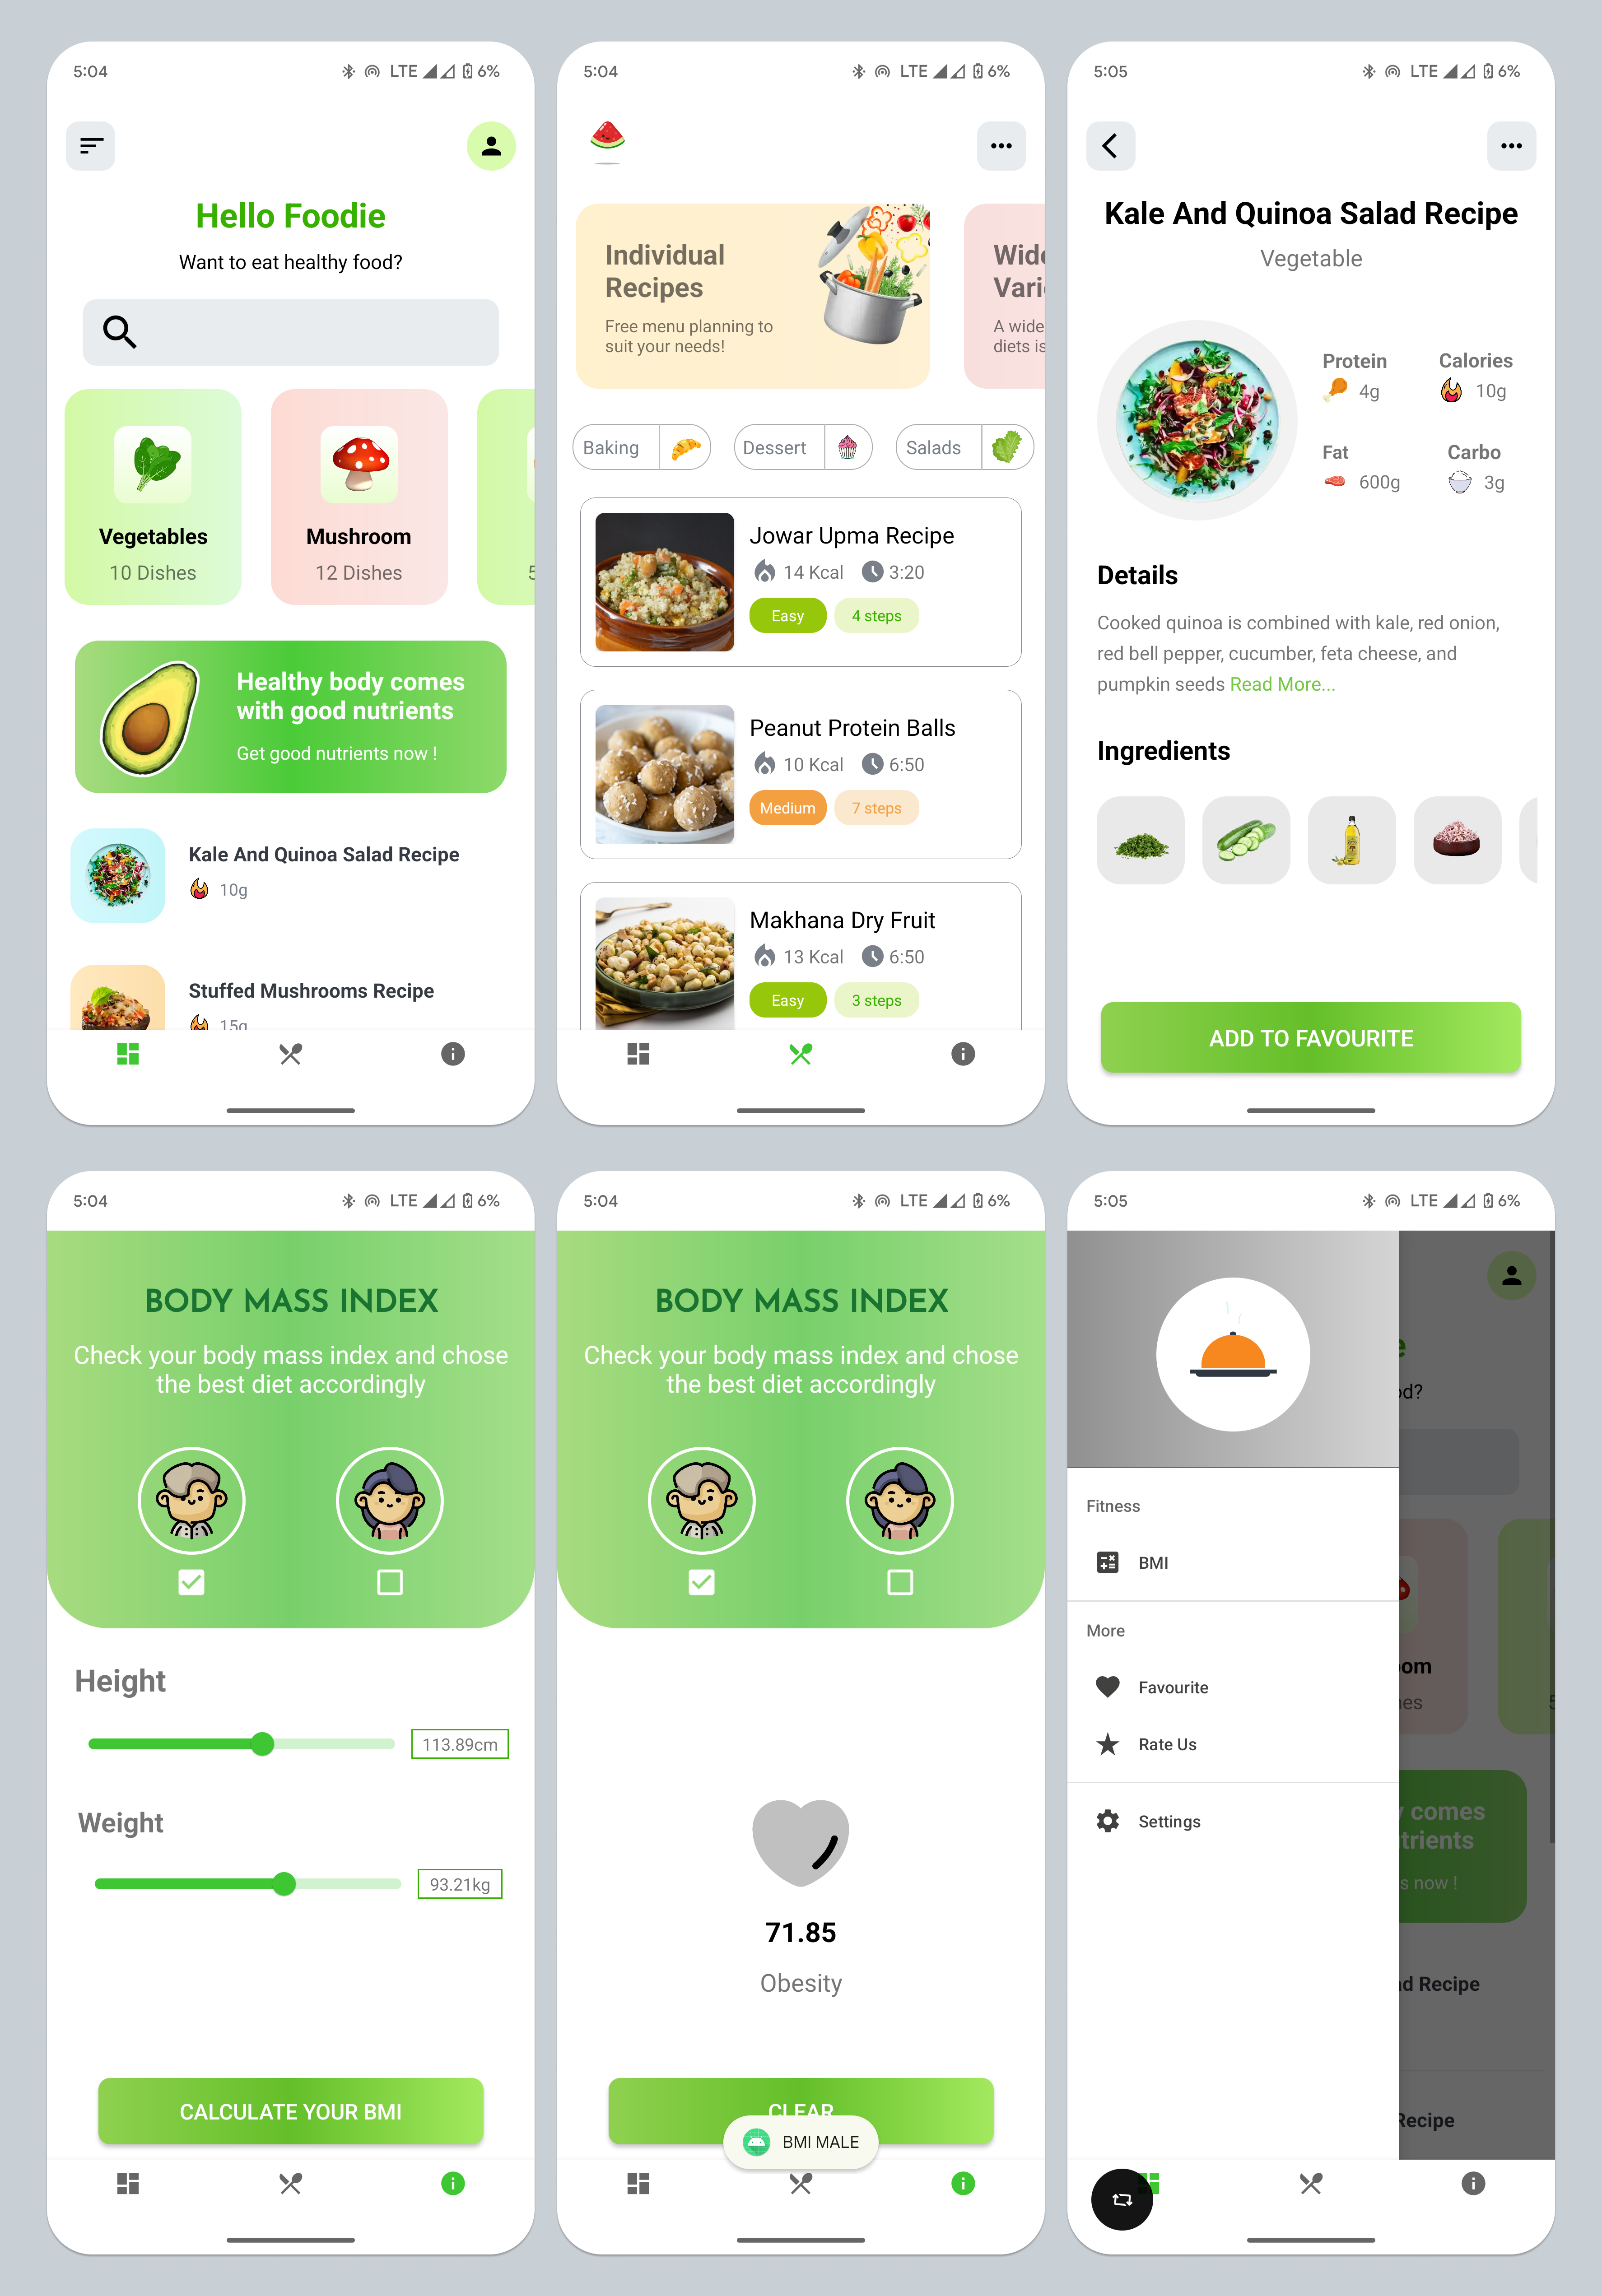 5:04
LTE 6%
Hello Foodie
Want to eat healthy food?
Vegetables
10 Dishes
Mushroom
12 Dishes
5
Healthy body comes
with good nutrients
Get good nutrients now !
Kale And Quinoa Salad Recipe
10g
Stuffed Mushrooms Recipe
15g
5:04
LTE 6%
Individual
Recipes
Free menu planning to
suit your needs!
Wide
Vari
A wide
diets is
Baking
Dessert
Salads
Jowar Upma Recipe
14 Kcal 3:20
Easy 4 steps
Peanut Protein Balls
10 Kcal 6:50
Medium 7 steps
Makhana Dry Fruit
13 Kcal 6:50
Easy 3 steps
5:05
LTE 6%
Kale And Quinoa Salad Recipe
Vegetable
Protein Calories
4g 10g
Fat Carbo
600g 3g
Details
Cooked quinoa is combined with kale, red onion,
red bell pepper, cucumber, feta cheese, and
pumpkin seeds Read More...
Ingredients
ADD TO FAVOURITE
5:04
LTE 6%
BODY MASS INDEX
Check your body mass index and chose
the best diet accordingly
Height
113.89cm
Weight
93.21kg
CALCULATE YOUR BMI
5:04
LTE 6%
BODY MASS INDEX
Check your body mass index and chose
the best diet accordingly
71.85
Obesity
CLEAR
BMI MALE
5:05
LTE 6%
e
od?
Fitness
BMI
More
Favourite
Rate Us
Settings
om
es
5
y comes
trients
s now !
d Recipe
Recipe